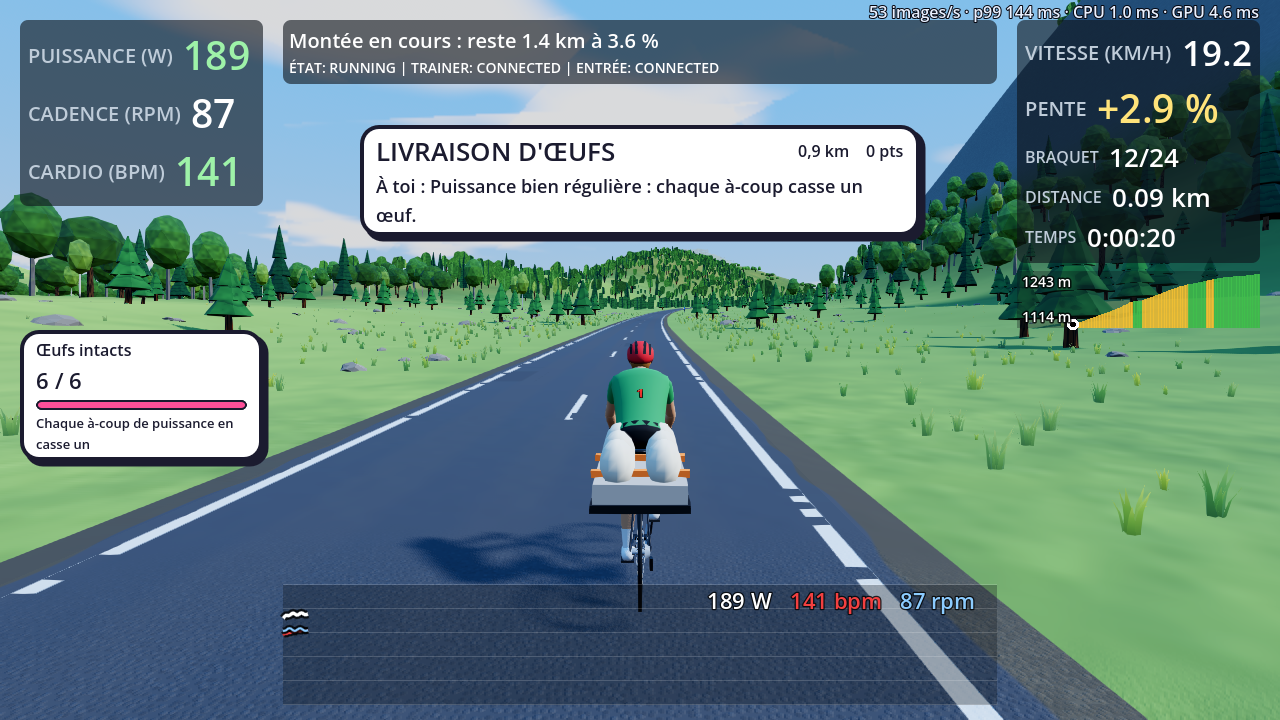 53 images/s · p99 144 ms · CPU 1.0 ms · GPU 4.6 ms
PUISSANCE (W) 189
CADENCE (RPM) 87
CARDIO (BPM) 141
Montée en cours : reste 1.4 km à 3.6 %
ÉTAT: RUNNING | TRAINER: CONNECTED | ENTRÉE: CONNECTED
VITESSE (KM/H) 19.2
PENTE +2.9 %
BRAQUET 12/24
DISTANCE 0.09 km
TEMPS 0:00:20
LIVRAISON D'ŒUFS 0,9 km 0 pts
À toi : Puissance bien régulière : chaque à-coup casse un
œuf.
1243 m
1114 m
Œufs intacts
6 / 6
Chaque à-coup de puissance en
casse un
1
189 W 141 bpm 87 rpm